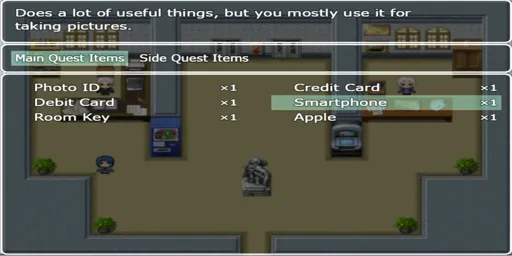 Does a lot of useful things, but you mostly use it for
taking pictures.
Main Quest Items Side Quest Items
Photo ID ×1 Credit Card ×1
Debit Card ×1 Smartphone ×1
Room Key ×1 Apple ×1